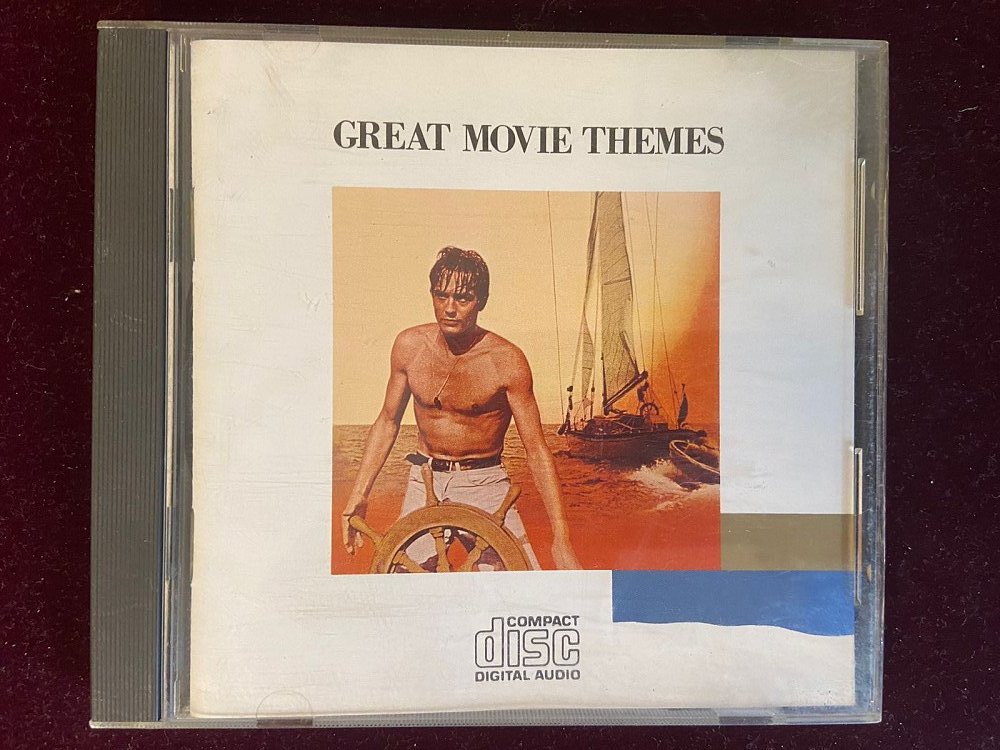 GREAT MOVIE THEMES
COMPACT
disc
DIGITAL AUDIO